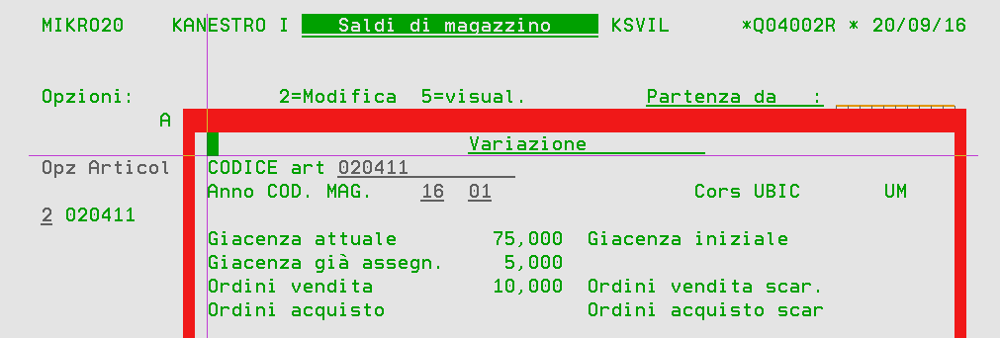 MIKRO20 KANESTRO I Saldi di magazzino KSVIL *Q04002R * 20/09/16
Opzioni: 2=Modifica 5=visual. Partenza da :
A
Variazione
Opz Articol CODICE art 020411
Anno COD. MAG. 16 01 Cors UBIC UM
2 020411
Giacenza attuale 75,000 Giacenza iniziale
Giacenza già assegn. 5,000
Ordini vendita 10,000 Ordini vendita scar.
Ordini acquisto Ordini acquisto scar